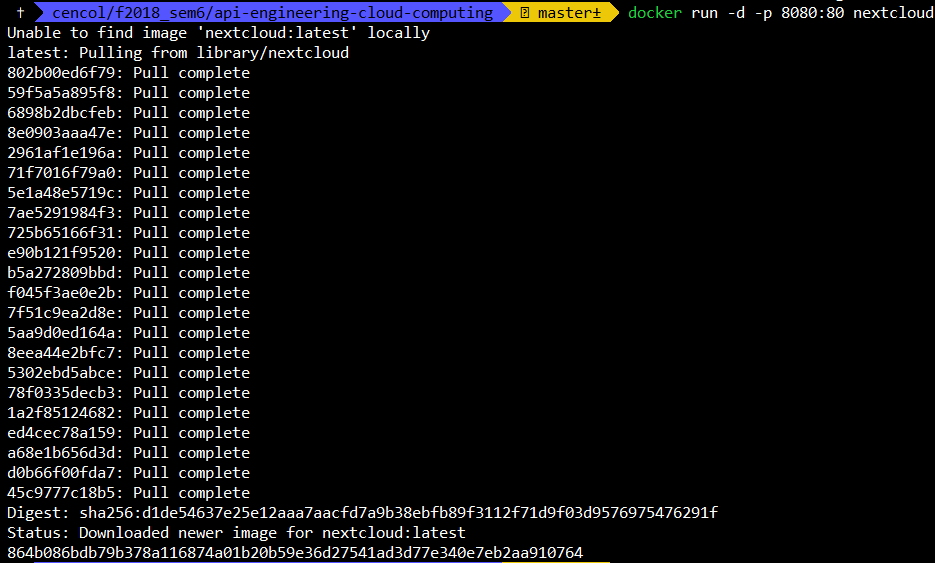 † cencol/f2018_sem6/api-engineering-cloud-computing master± docker run -d -p 8080:80 nextcloud
Unable to find image 'nextcloud:latest' locally
latest: Pulling from library/nextcloud
802b00ed6f79: Pull complete
59f5a5a895f8: Pull complete
6898b2dbcfeb: Pull complete
8e0903aaa47e: Pull complete
2961af1e196a: Pull complete
71f7016f79a0: Pull complete
5e1a48e5719c: Pull complete
7ae5291984f3: Pull complete
725b65166f31: Pull complete
e90b121f9520: Pull complete
b5a272809bbd: Pull complete
f045f3ae0e2b: Pull complete
7f51c9ea2d8e: Pull complete
5aa9d0ed164a: Pull complete
8eea44e2bfc7: Pull complete
5302ebd5abce: Pull complete
78f0335decb3: Pull complete
1a2f85124682: Pull complete
ed4cec78a159: Pull complete
a68e1b656d3d: Pull complete
d0b66f00fda7: Pull complete
45c9777c18b5: Pull complete
Digest: sha256:d1de54637e25e12aaa7aacfd7a9b38ebfb89f3112f71d9f03d9576975476291f
Status: Downloaded newer image for nextcloud:latest
864b086bdb79b378a116874a01b20b59e36d27541ad3d77e340e7eb2aa910764